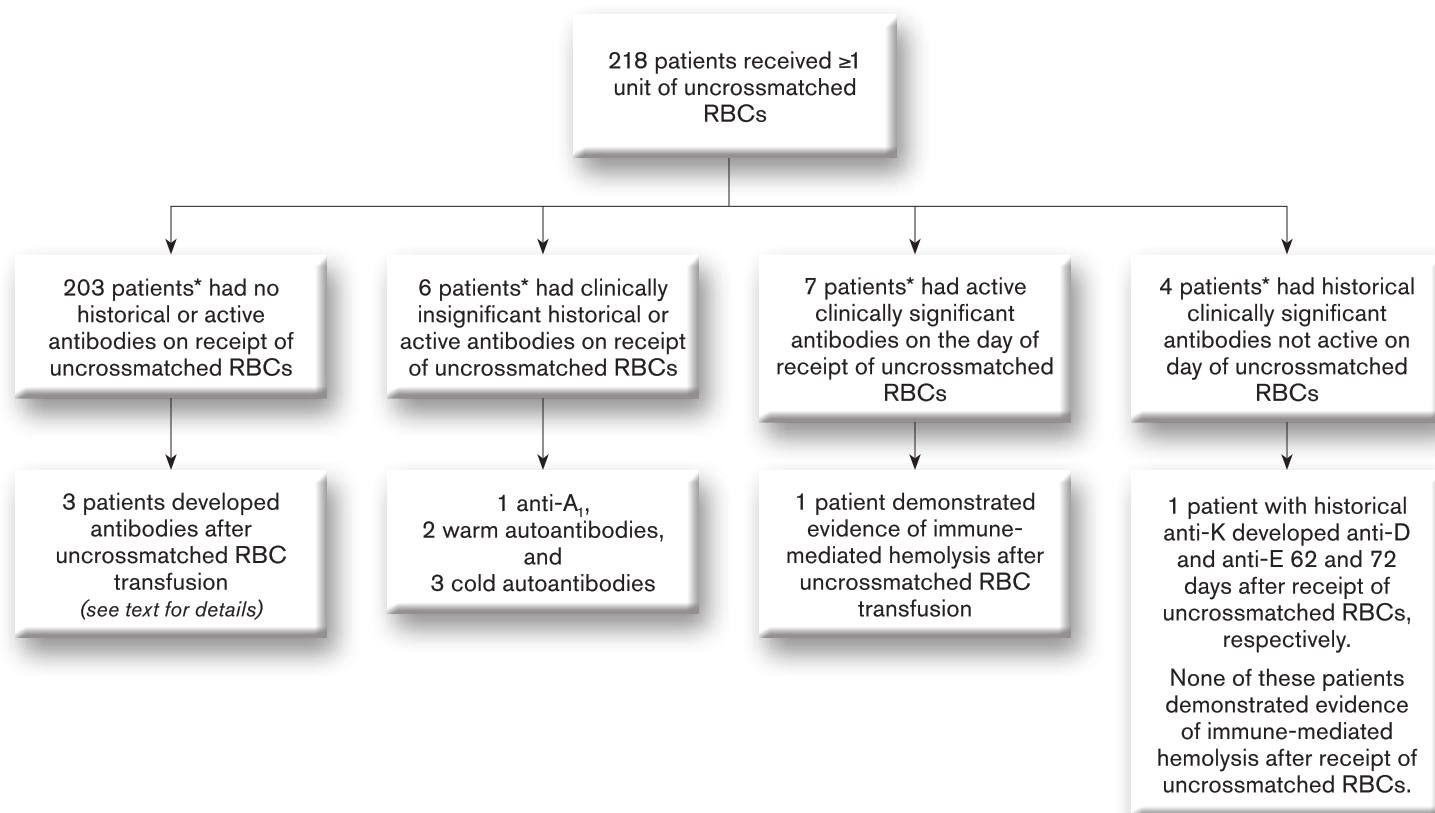 218 patients received ≥1
unit of uncrossmatched
RBCs
203 patients* had no
historical or active
antibodies on receipt of
uncrossmatched RBCs
6 patients* had clinically
insignificant historical or
active antibodies on receipt
of uncrossmatched RBCs
7 patients* had active
clinically significant
antibodies on the day of
receipt of uncrossmatched
RBCs
4 patients* had historical
clinically significant
antibodies not active on
day of uncrossmatched
RBCs
3 patients developed
antibodies after
uncrossmatched RBC
transfusion
(see text for details)
1 anti-A₁,
2 warm autoantibodies,
and
3 cold autoantibodies
1 patient demonstrated
evidence of immune-
mediated hemolysis after
uncrossmatched RBC
transfusion
1 patient with historical
anti-K developed anti-D
and anti-E 62 and 72
days after receipt of
uncrossmatched RBCs,
respectively.
None of these patients
demonstrated evidence
of immune-mediated
hemolysis after receipt of
uncrossmatched RBCs.